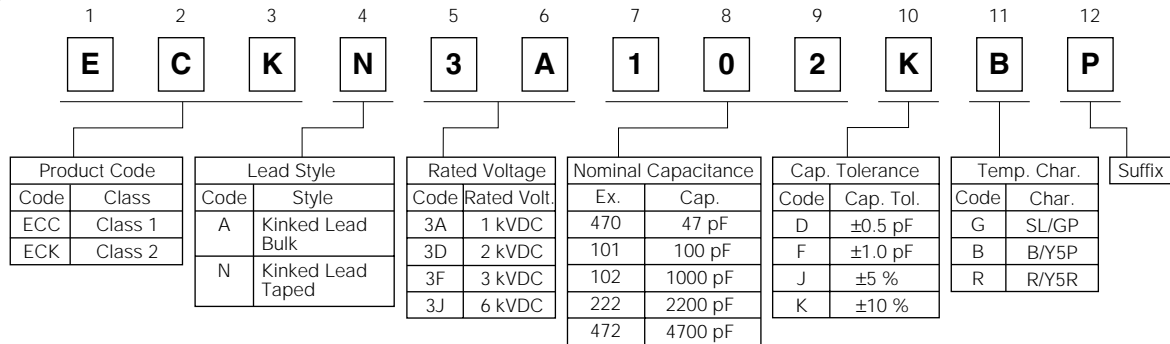 1 2 3 4 5 6 7 8 9 10 11 12
E C K N 3 A 1 0 2 K B P
Product Code
Code Class
ECC Class 1
ECK Class 2
Lead Style
Code Style
A Kinked Lead
Bulk
N Kinked Lead
Taped
Rated Voltage
Code Rated Volt.
3A 1 kVDC
3D 2 kVDC
3F 3 kVDC
3J 6 kVDC
Nominal Capacitance
Ex. Cap.
470 47 pF
101 100 pF
102 1000 pF
222 2200 pF
472 4700 pF
Cap. Tolerance
Code Cap. Tol.
D ±0.5 pF
F ±1.0 pF
J ±5 %
K ±10 %
Temp. Char.
Code Char.
G SL/GP
B B/Y5P
R R/Y5R
Suffix